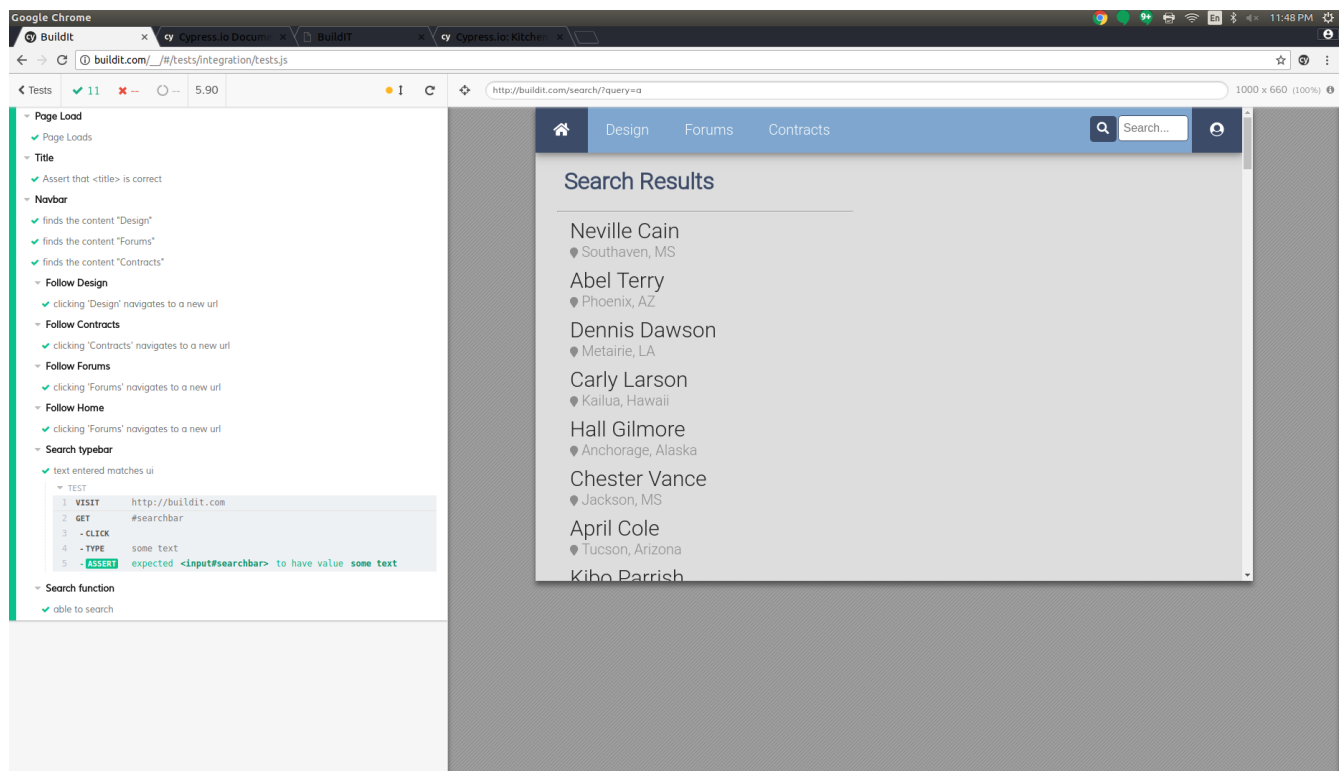 Google Chrome
9+ En 11:48 PM
BuildIt × cy Cypress.io Docum × BuildIT × cy Cypress.io: Kitchen ×
buildit.com/__/#/tests/integration/tests.js
Tests 11 -- -- 5.90 http://buildit.com/search/?query=a 1000 x 660 (100%)
Page Load
Page Loads
Title
Assert that <title> is correct
Navbar
finds the content "Design"
finds the content "Forums"
finds the content "Contracts"
Follow Design
clicking 'Design' navigates to a new url
Follow Contracts
clicking 'Contracts' navigates to a new url
Follow Forums
clicking 'Forums' navigates to a new url
Follow Home
clicking 'Forums' navigates to a new url
Search typebar
text entered matches ui
TEST
1 VISIT http://buildit.com
2 GET #searchbar
3 - CLICK
4 - TYPE some text
5 - ASSERT expected <input#searchbar> to have value some text
Search function
able to search
Design Forums Contracts Search...
Search Results
Neville Cain
Southaven, MS
Abel Terry
Phoenix, AZ
Dennis Dawson
Metairie, LA
Carly Larson
Kailua, Hawaii
Hall Gilmore
Anchorage, Alaska
Chester Vance
Jackson, MS
April Cole
Tucson, Arizona
Kibo Parrish